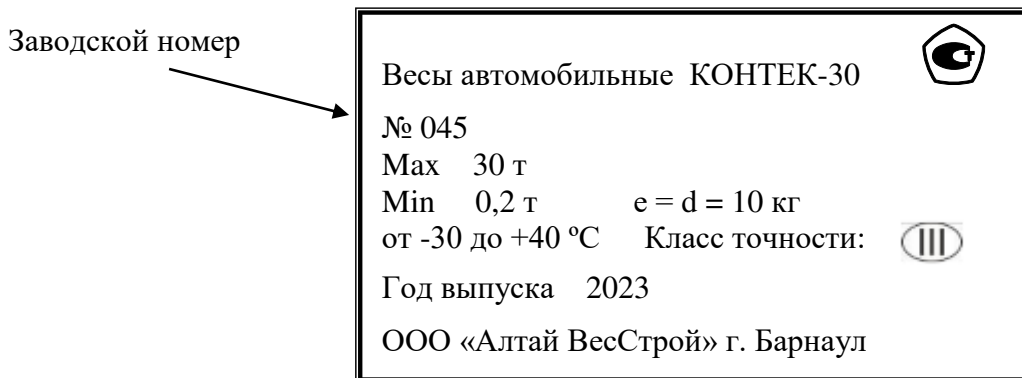 Заводской номер
Весы автомобильные КОНТЕК-30
№ 045
Max 30 т
Min 0,2 т e = d = 10 кг
от -30 до +40 ºС Класс точности: III
Год выпуска 2023
ООО «Алтай ВесСтрой» г. Барнаул